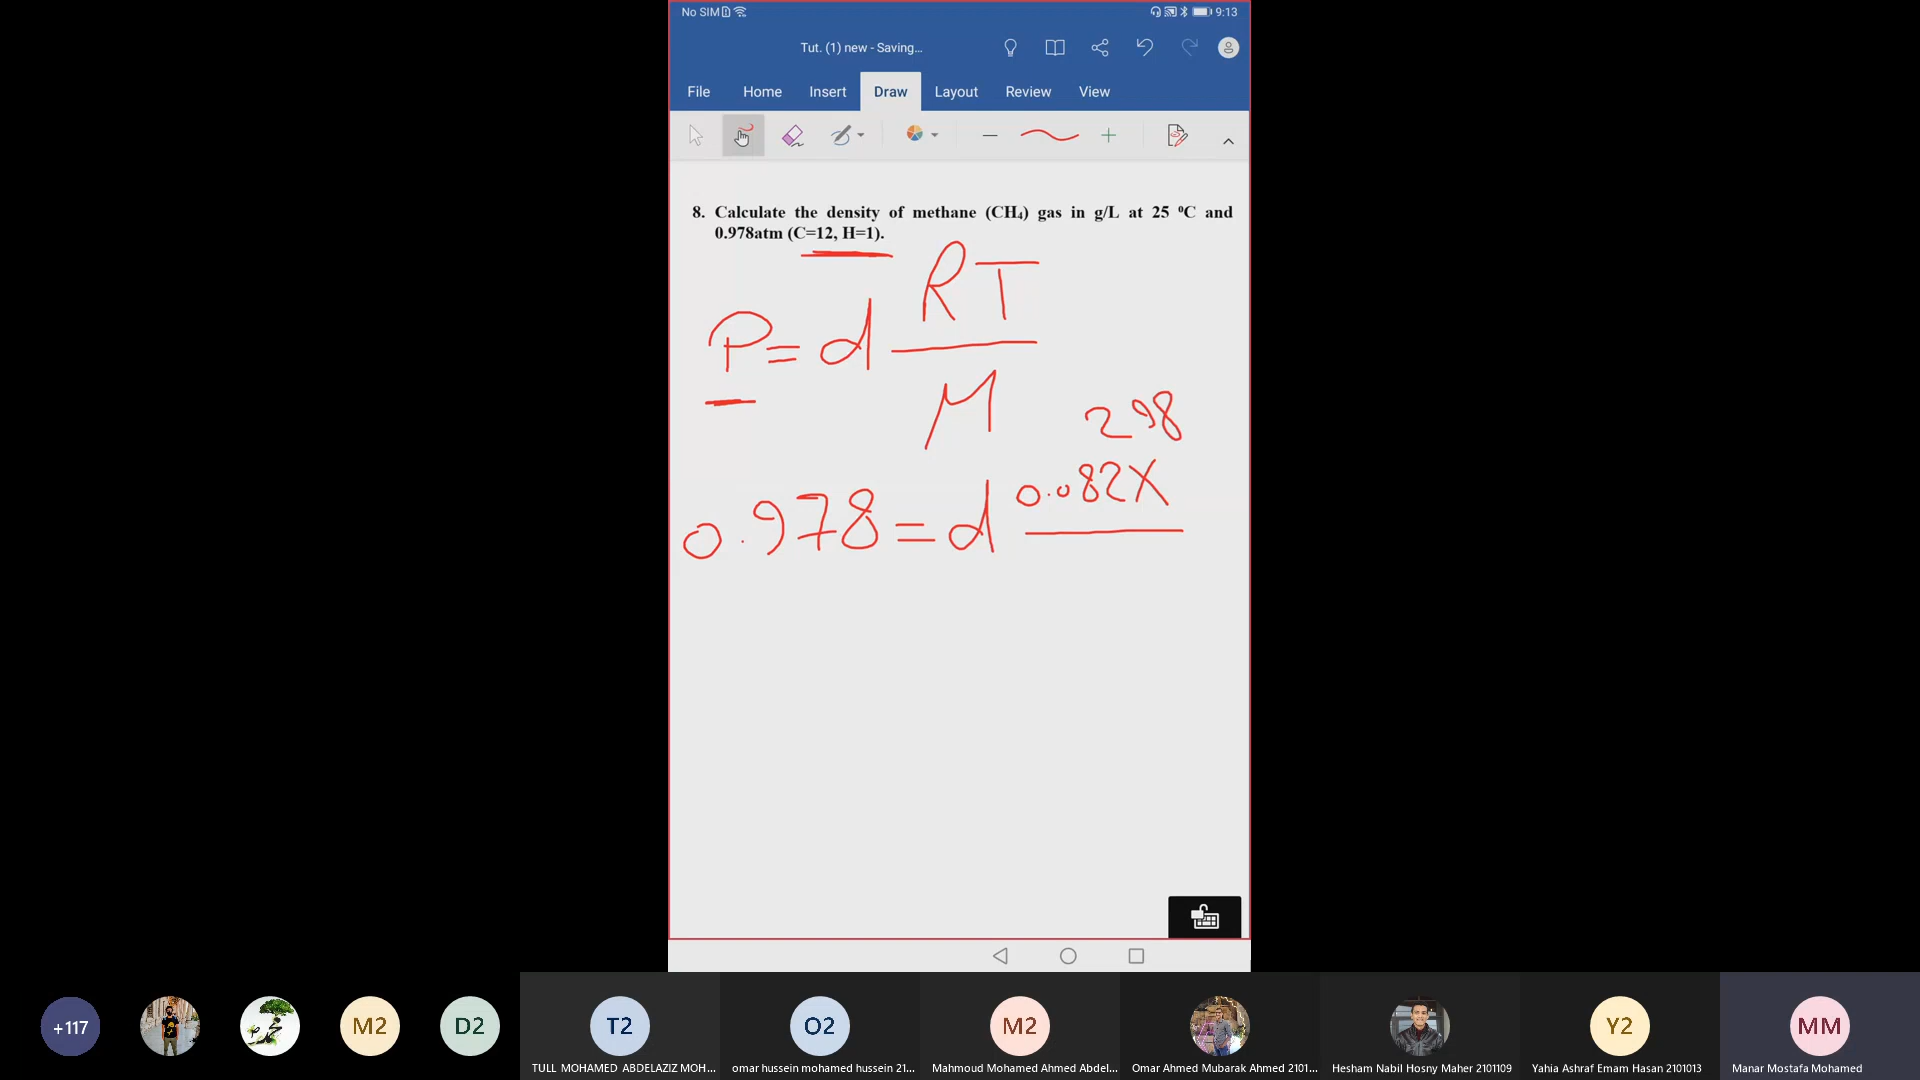 No SIM 9:13
Tut. (1) new - Saving...
File Home Insert Draw Layout Review View
8. Calculate the density of methane (CH₄) gas in g/L at 25 ⁰C and
0.978atm (C=12, H=1).
RT
P= d
M
298
0.082X
0.978 = d
+117
M2
D2
T2
O2
M2
Y2
MM
TULL MOHAMED ABDELAZIZ MOH...
omar hussein mohamed hussein 21...
Mahmoud Mohamed Ahmed Abdel...
Omar Ahmed Mubarak Ahmed 2101...
Hesham Nabil Hosny Maher 2101109
Yahia Ashraf Emam Hasan 2101013
Manar Mostafa Mohamed